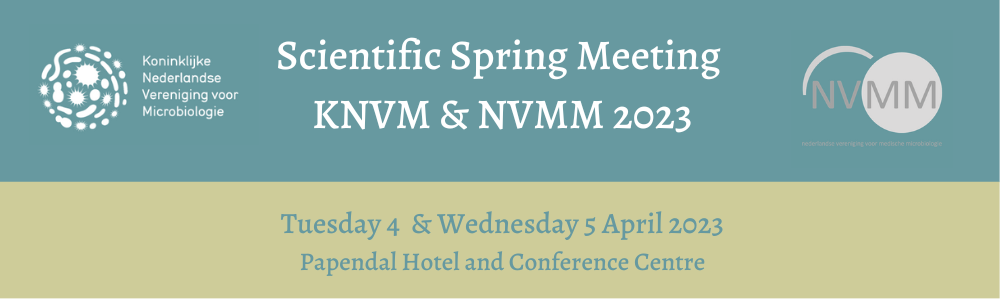 Koninklijke
Nederlandse
Vereniging voor
Microbiologie
Scientific Spring Meeting
KNVM & NVMM 2023
NVMM
nederlandse vereniging voor medische microbiologie
Tuesday 4 & Wednesday 5 April 2023
Papendal Hotel and Conference Centre